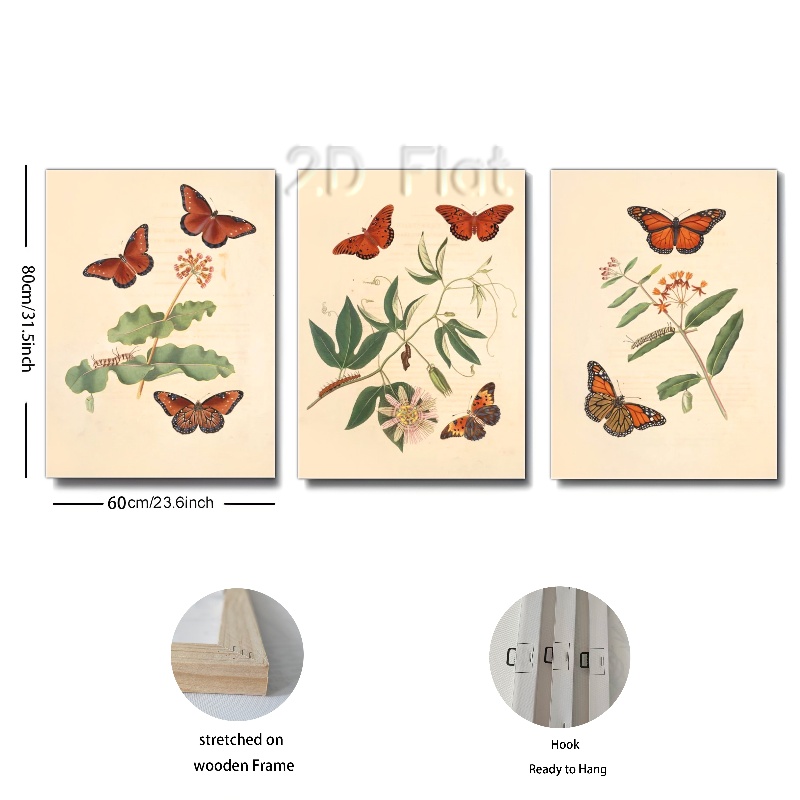 2D Flat
80cm/31.5inch
60cm/23.6inch
stretched on
wooden Frame
Hook
Ready to Hang